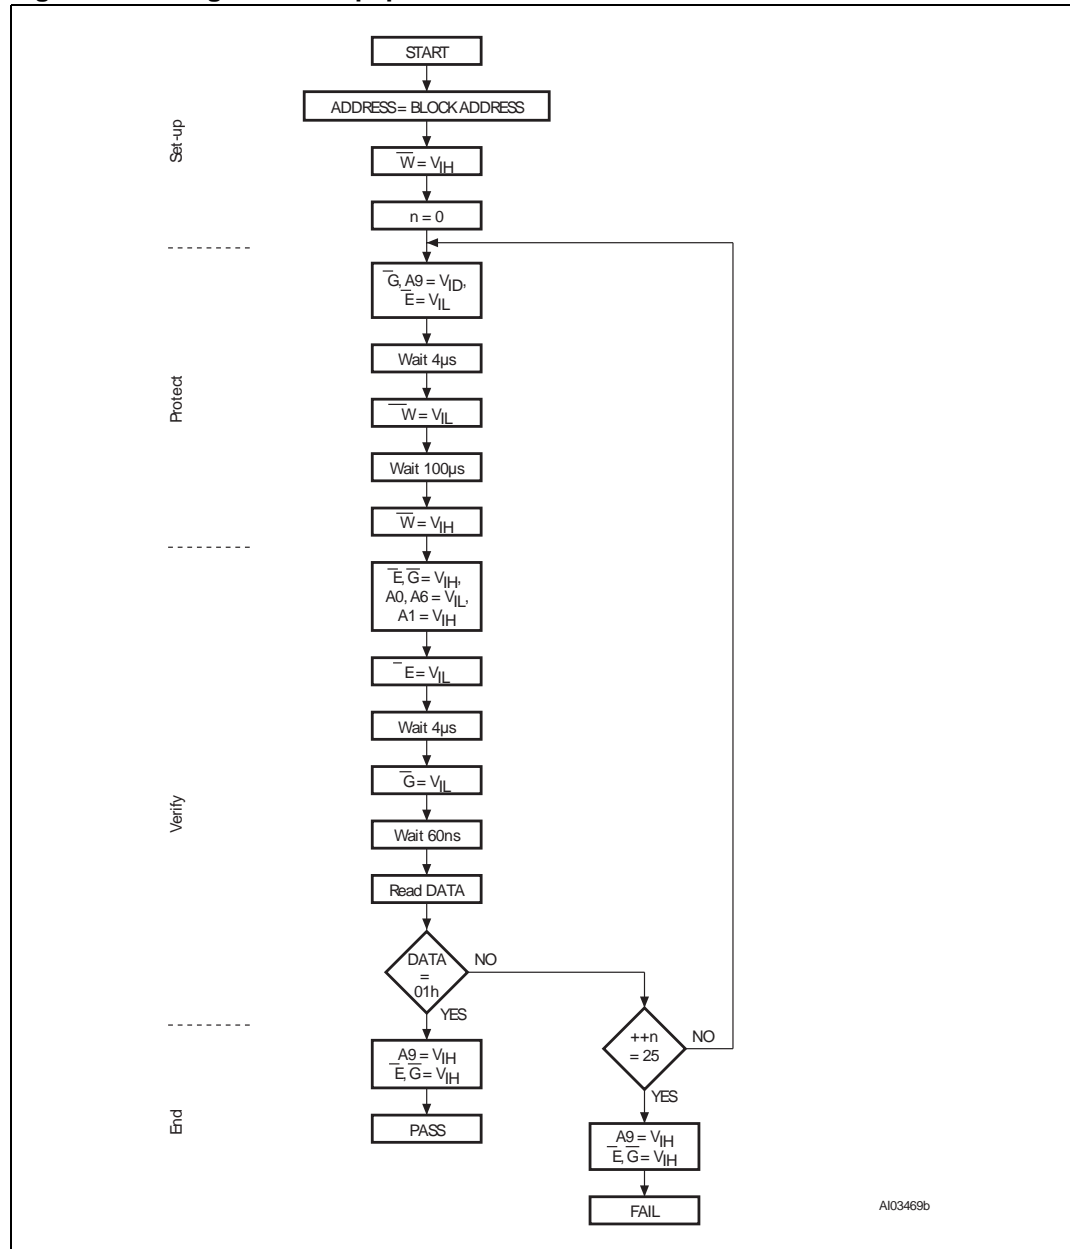 START
ADDRESS = BLOCK ADDRESS
Set-up
W̅ = VIH
n = 0
G̅, A9 = VID,
E̅ = VIL
Wait 4µs
Protect
W̅ = VIL
Wait 100µs
W̅ = VIH
E̅, G̅ = VIH,
A0, A6 = VIL,
A1 = VIH
E̅ = VIL
Wait 4µs
G̅ = VIL
Verify
Wait 60ns
Read DATA
DATA
=
01h
NO
YES
++n
= 25
NO
YES
A9 = VIH
E̅, G̅ = VIH
End
PASS
A9 = VIH
E̅, G̅ = VIH
FAIL
AI03469b